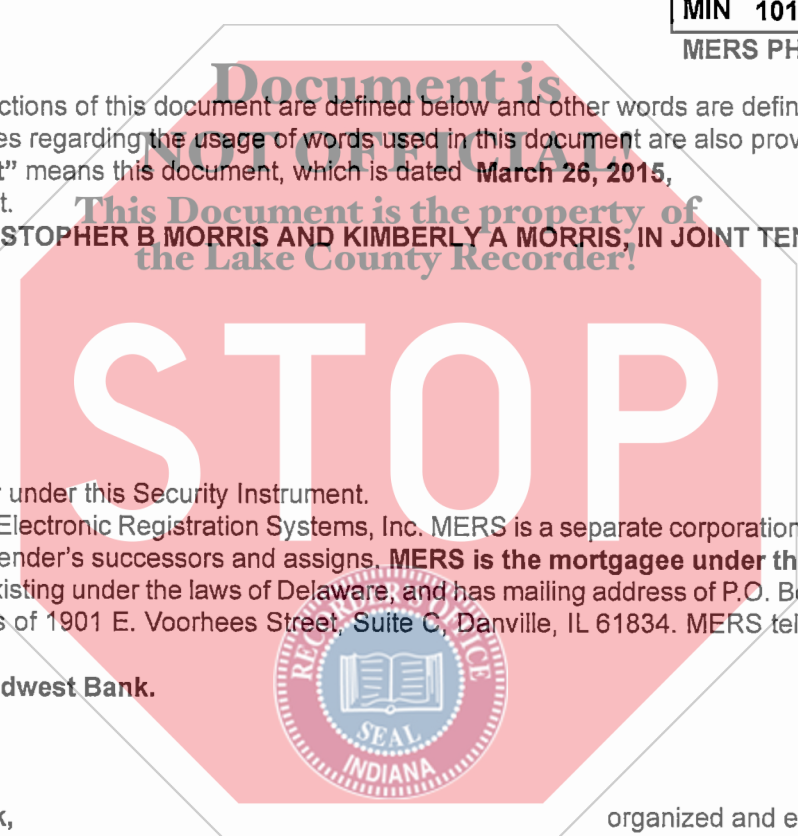 MIN 101
MERS PH
Document is
ctions of this document are defined below and other words are defin
es regarding the usage of words used in this document are also prov
NOT OFFICIAL!
t" means this document, which is dated March 26, 2015,
t.
This Document is the property of
STOPHER B MORRIS AND KIMBERLY A MORRIS, IN JOINT TEN
the Lake County Recorder!
STOP
r under this Security Instrument.
Electronic Registration Systems, Inc. MERS is a separate corporation
ender's successors and assigns. MERS is the mortgagee under th
xisting under the laws of Delaware, and has mailing address of P.O. Bo
s of 1901 E. Voorhees Street, Suite C, Danville, IL 61834. MERS tel
RECORDER'S OFFICE
dwest Bank.
SEAL
INDIANA
k,
organized and e